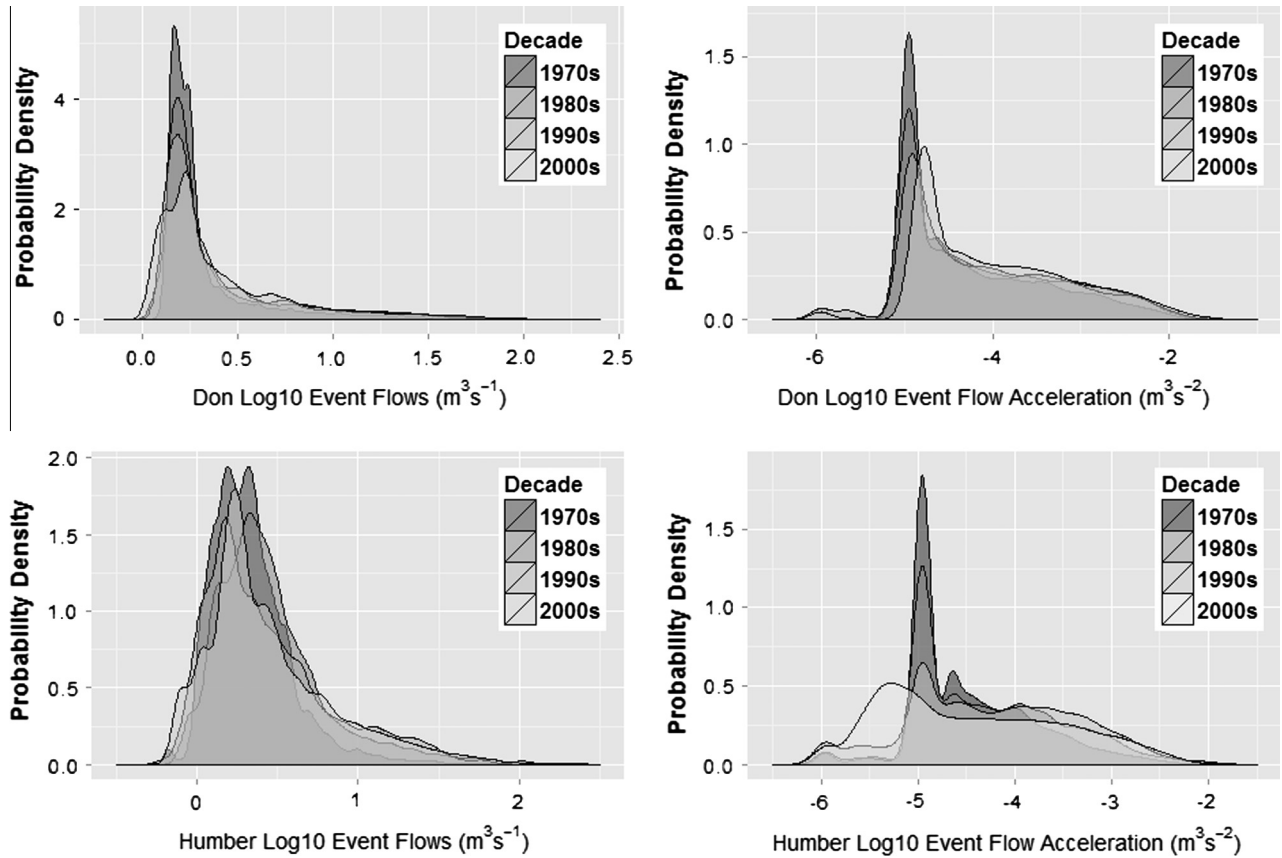 Probability Density
4
2
0
0.0
0.5
1.0
1.5
2.0
2.5
Don Log10 Event Flows (m³s⁻¹)
Decade
1970s
1980s
1990s
2000s
Probability Density
1.5
1.0
0.5
0.0
-6
-4
-2
Don Log10 Event Flow Acceleration (m³s⁻²)
Decade
1970s
1980s
1990s
2000s
Probability Density
2.0
1.5
1.0
0.5
0.0
0
1
2
Humber Log10 Event Flows (m³s⁻¹)
Decade
1970s
1980s
1990s
2000s
Probability Density
1.5
1.0
0.5
0.0
-6
-5
-4
-3
-2
Humber Log10 Event Flow Acceleration (m³s⁻²)
Decade
1970s
1980s
1990s
2000s